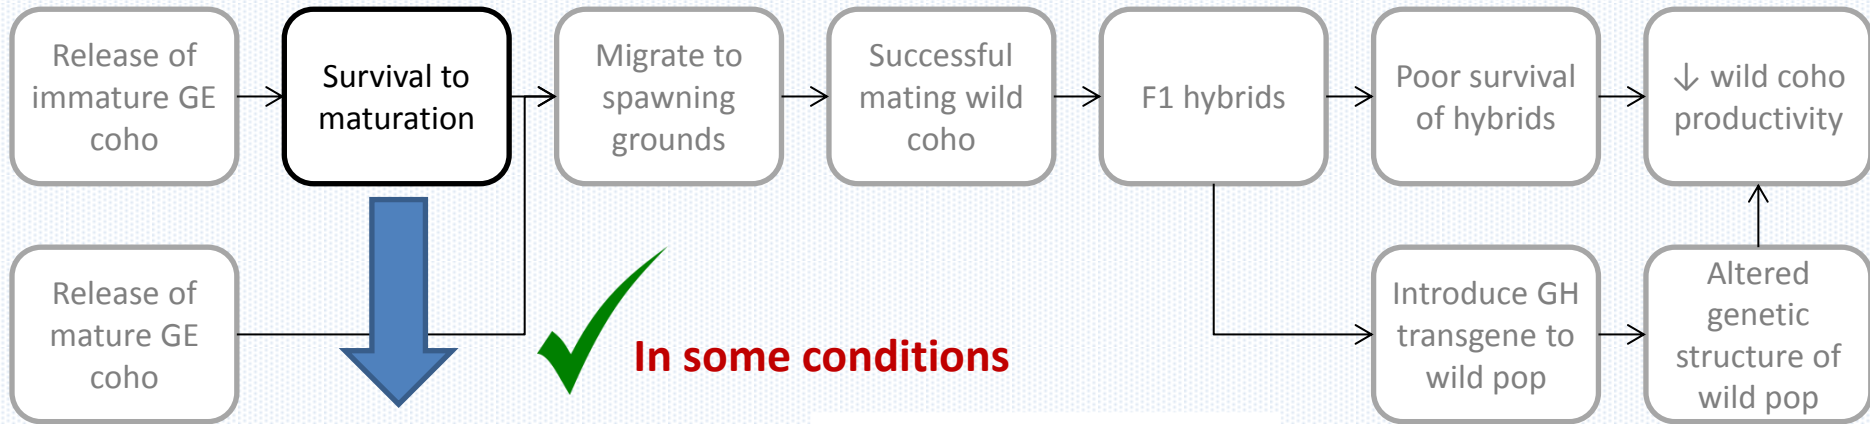 Release of
immature GE
coho
Survival to
maturation
Migrate to
spawning
grounds
Successful
mating wild
coho
F1 hybrids
Poor survival
of hybrids
↓ wild coho
productivity
Release of
mature GE
coho
In some conditions
Introduce GH
transgene to
wild pop
Altered
genetic
structure of
wild pop